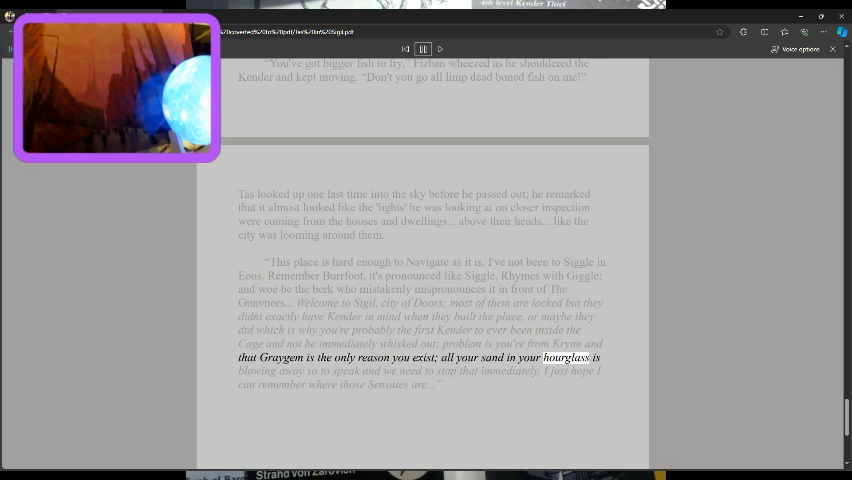 4th level Kender Thief
%20coverted%20to%20pdf/Tas%20in%20Sigil.pdf
Voice options
"You've got bigger fish to fry," Fizban wheezed as he shouldered the
Kender and kept moving. "Don't you go all limp dead boned fish on me!"
Tas looked up one last time into the sky before he passed out; he remarked
that it almost looked like the 'lights' he was looking at on closer inspection
were coming from the houses and dwellings... above their heads... like the
city was looming around them.
"This place is hard enough to Navigate as it is, I've not been to Siggle in
Eons. Remember Burrfoot, it's pronounced like Siggle, Rhymes with Giggle;
and woe be the berk who mistakenly mispronounces it in front of The
Guvnors... Welcome to Sigil, city of Doors; most of them are locked but they
didnt exactly have Kender in mind when they built the place, or maybe they
did which is why you're probably the first Kender to ever been inside the
Cage and not be immediately whisked out; problem is you're from Krynn and
that Graygem is the only reason you exist; all your sand in your hourglass is
blowing away so to speak and we need to stop that immediately, I just hope I
can remember where those Sensates are..."
Strahd Von Zarovich